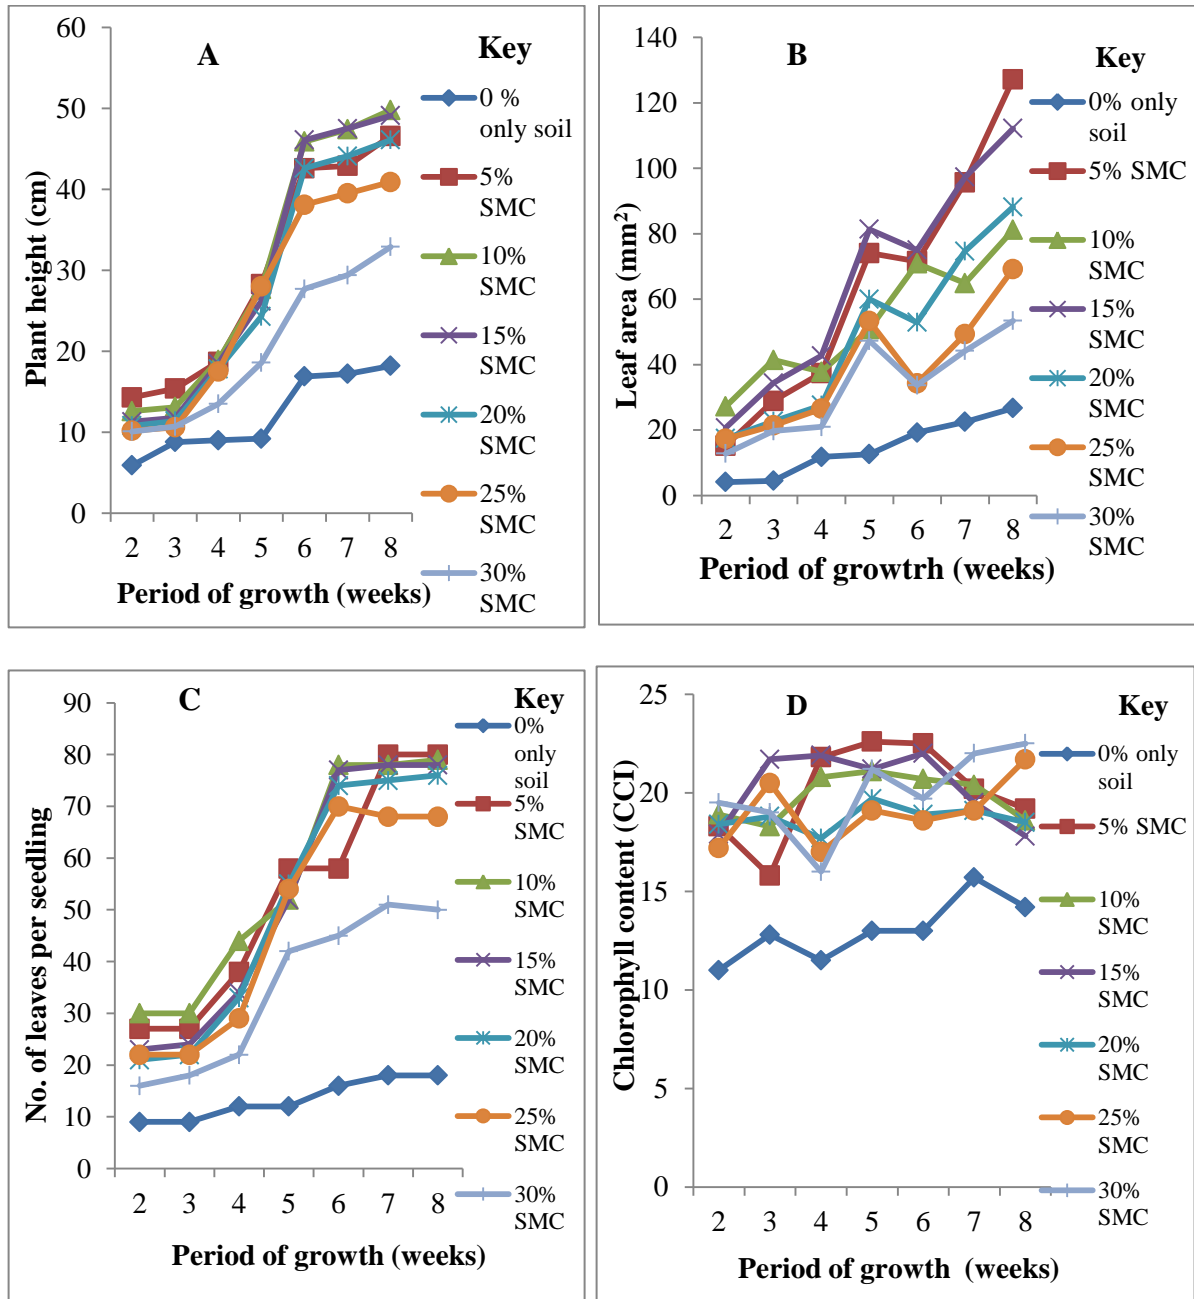 A
Key
60
50
40
30
20
10
0
Plant height (cm)
2 3 4 5 6 7 8
Period of growth (weeks)
0 %
only soil
5%
SMC
10%
SMC
15%
SMC
20%
SMC
25%
SMC
30%
SMC
B
Key
140
120
100
80
60
40
20
0
Leaf area (mm²)
2 3 4 5 6 7 8
Period of growtrh (weeks)
0% only
soil
5% SMC
10%
SMC
15%
SMC
20%
SMC
25%
SMC
30%
SMC
C
Key
90
80
70
60
50
40
30
20
10
0
No. of leaves per seedling
2 3 4 5 6 7 8
Period of growth (weeks)
0%
only
soil
5%
SMC
10%
SMC
15%
SMC
20%
SMC
25%
SMC
30%
SMC
D
Key
25
20
15
10
5
0
Chlorophyll content (CCI)
2 3 4 5 6 7 8
Period of growth (weeks)
0% only
soil
5% SMC
10%
SMC
15%
SMC
20%
SMC
25%
SMC
30%
SMC